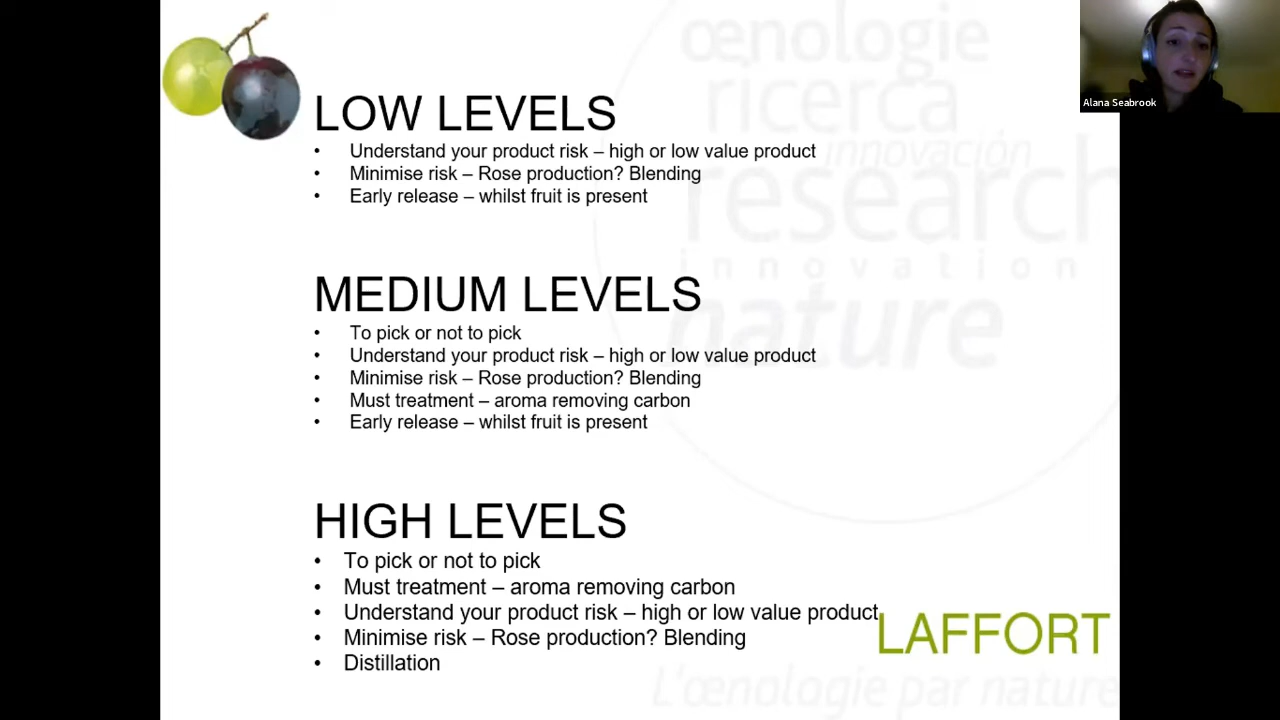 œnologie
ricerca
innovación
research
innovation
nature
Alana Seabrook
LOW LEVELS
• Understand your product risk – high or low value product
• Minimise risk – Rose production? Blending
• Early release – whilst fruit is present
MEDIUM LEVELS
• To pick or not to pick
• Understand your product risk – high or low value product
• Minimise risk – Rose production? Blending
• Must treatment – aroma removing carbon
• Early release – whilst fruit is present
HIGH LEVELS
• To pick or not to pick
• Must treatment – aroma removing carbon
• Understand your product risk – high or low value product
• Minimise risk – Rose production? Blending
• Distillation
LAFFORT
L'œnologie par nature